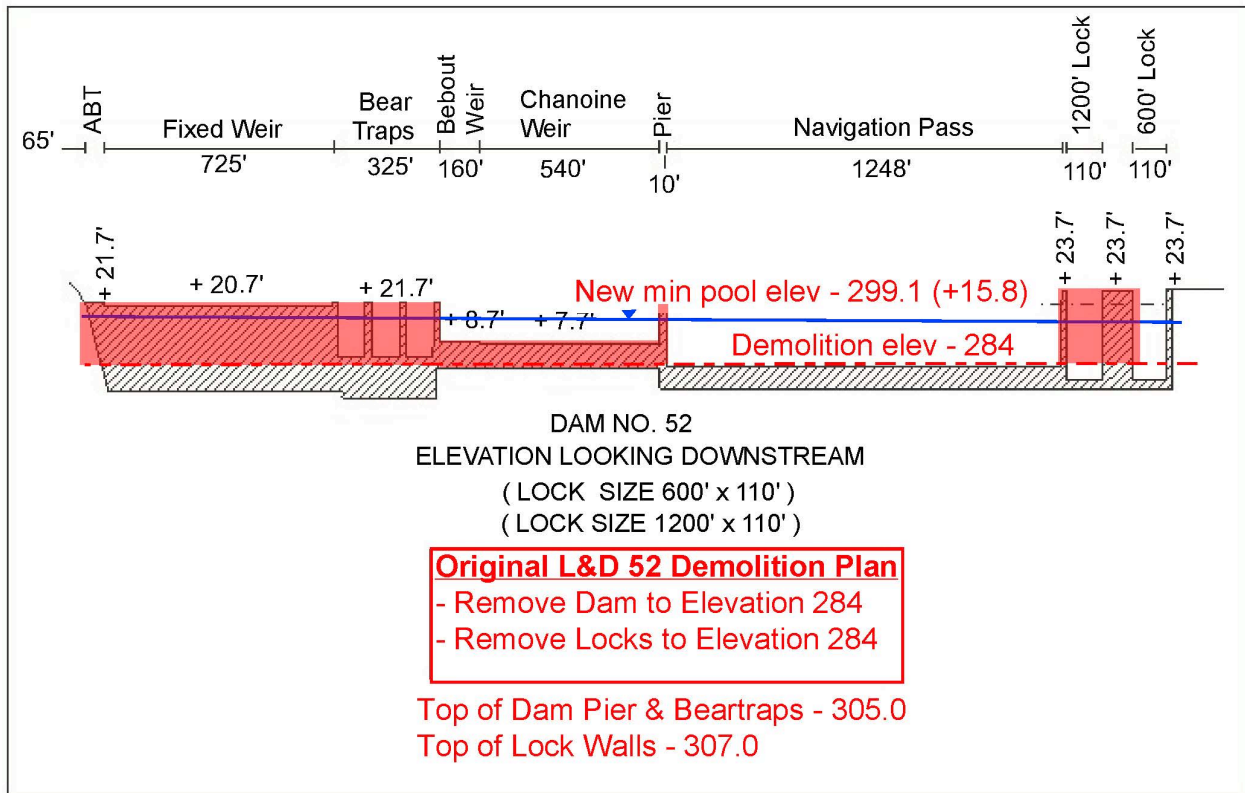 65'
ABT
Fixed Weir
725'
Bear
Traps
325'
Bebout
Weir
160'
Chanoine
Weir
540'
Pier
10'
Navigation Pass
1248'
1200' Lock
110'
600' Lock
110'
+ 21.7'
+ 20.7'
+ 21.7'
+ 8.7'
+ 7.7'
+ 23.7'
+ 23.7'
+ 23.7'
New min pool elev - 299.1 (+15.8)
Demolition elev - 284
DAM NO. 52
ELEVATION LOOKING DOWNSTREAM
( LOCK SIZE 600' x 110' )
( LOCK SIZE 1200' x 110' )
Original L&D 52 Demolition Plan
- Remove Dam to Elevation 284
- Remove Locks to Elevation 284
Top of Dam Pier & Beartraps - 305.0
Top of Lock Walls - 307.0